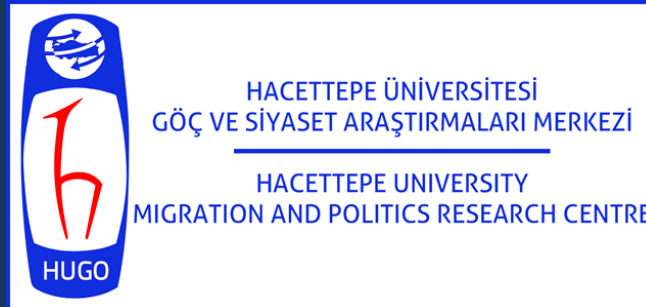 HACETTEPE ÜNİVERSİTESİ
GÖÇ VE SİYASET ARAŞTIRMALARI MERKEZİ
HACETTEPE UNIVERSITY
MIGRATION AND POLITICS RESEARCH CENTRE
HUGO